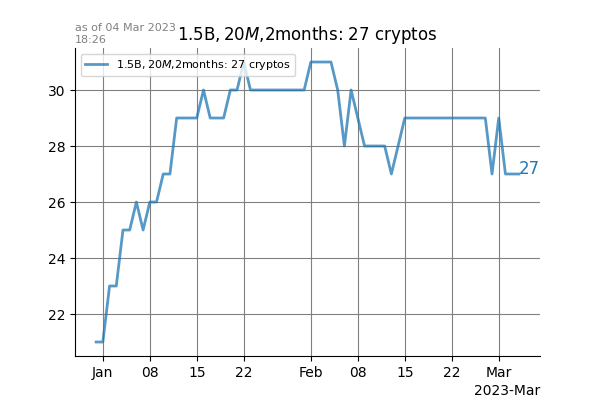 as of 04 Mar 2023
18:26
1.5B, 20M,2months: 27 cryptos
1.5B, 20M,2months: 27 cryptos
30
28
26
24
22
27
Jan 08 15 22 Feb 08 15 22 Mar
2023-Mar